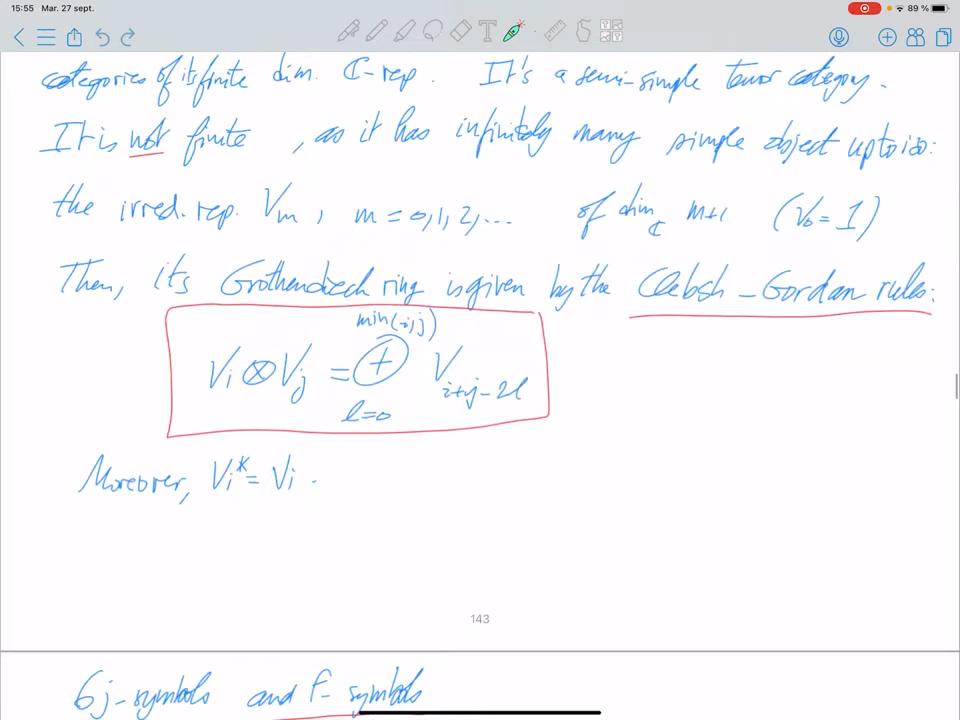 15:55 Mar. 27 sept. 89 %
categories of its finite dim. ℂ-rep. It's a semi-simple tensor category.
It is not finite, as it has infinitely many simple object up to iso:
the irred. rep. V_m, m = 0, 1, 2, ... of dim_ℂ m+1 (V_0 = 1)
Then, its Grothendieck ring is given by the Clebsh-Gordan rules:
V_i ⊗ V_j = ⊕_{l=0}^{min(i,j)} V_{i+j-2l}
Moreover, V_i^* = V_i.
143
6j-symbols and F-symbols